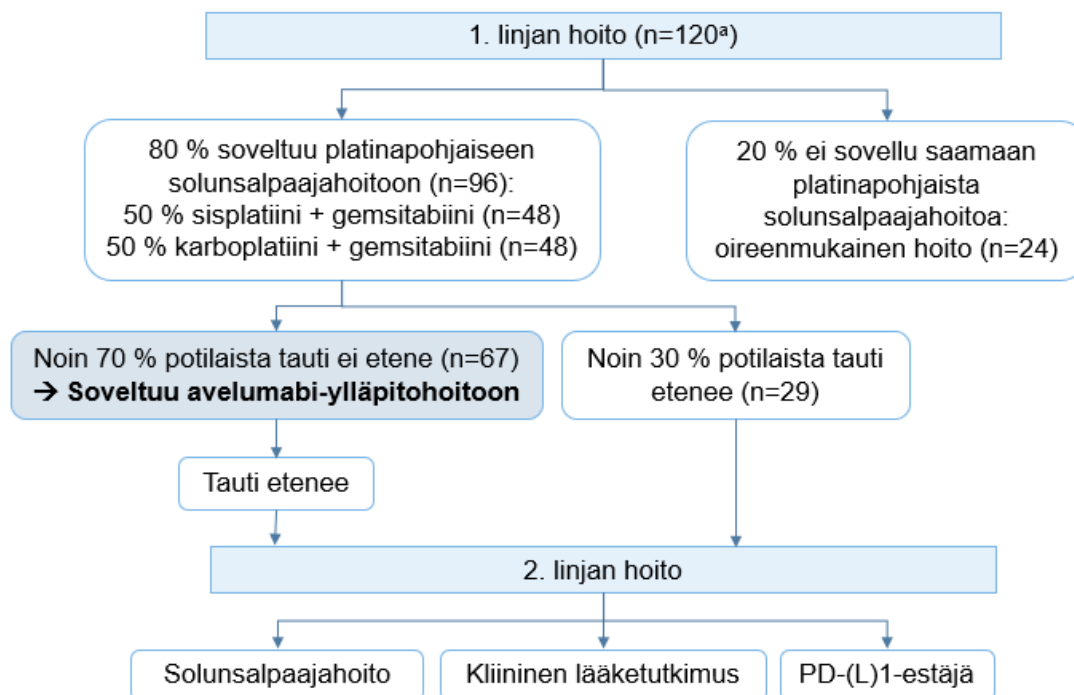 1. linjan hoito (n=120ᵃ)
80 % soveltuu platinapohjaiseen
solunsalpaajahoitoon (n=96):
50 % sisplatiini + gemsitabiini (n=48)
50 % karboplatiini + gemsitabiini (n=48)
20 % ei sovellu saamaan
platinapohjaista
solunsalpaajahoitoa:
oireenmukainen hoito (n=24)
Noin 70 % potilaista tauti ei etene (n=67)
→ Soveltuu avelumabi-ylläpitohoitoon
Noin 30 % potilaista tauti
etenee (n=29)
Tauti etenee
2. linjan hoito
Solunsalpaajahoito
Kliininen lääketutkimus
PD-(L)1-estäjä